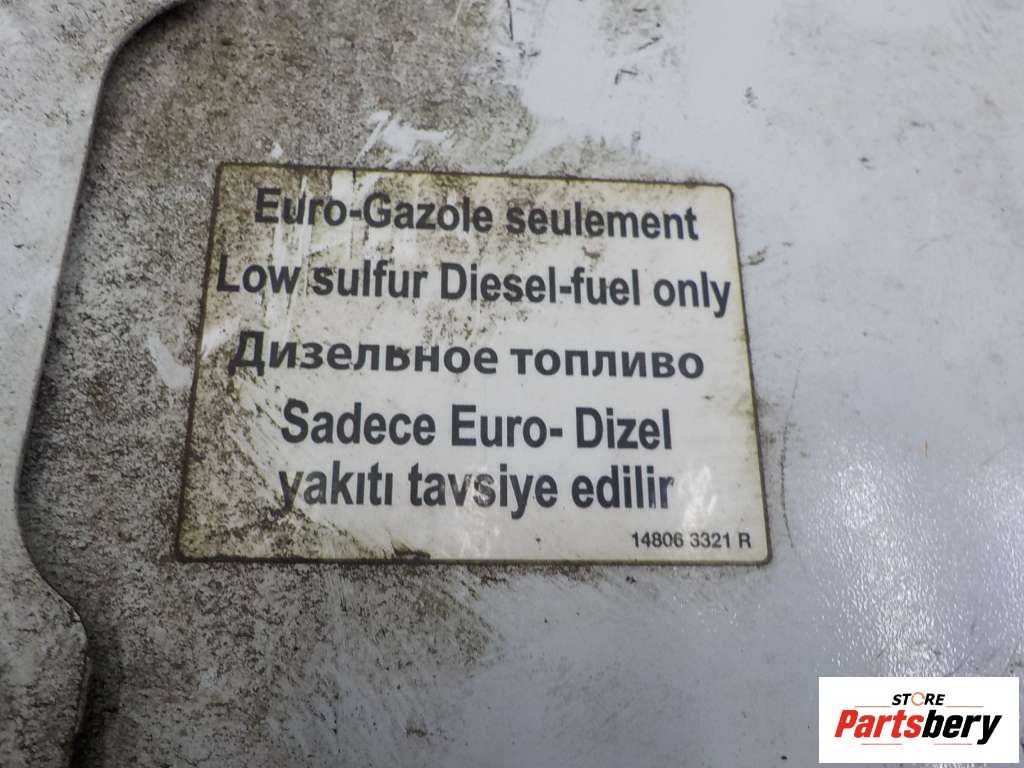 Euro-Gazole seulement
Low sulfur Diesel-fuel only
Дизельное топливо
Sadece Euro- Dizel
yakıtı tavsiye edilir
14806 3321 R
STORE
Partsbery